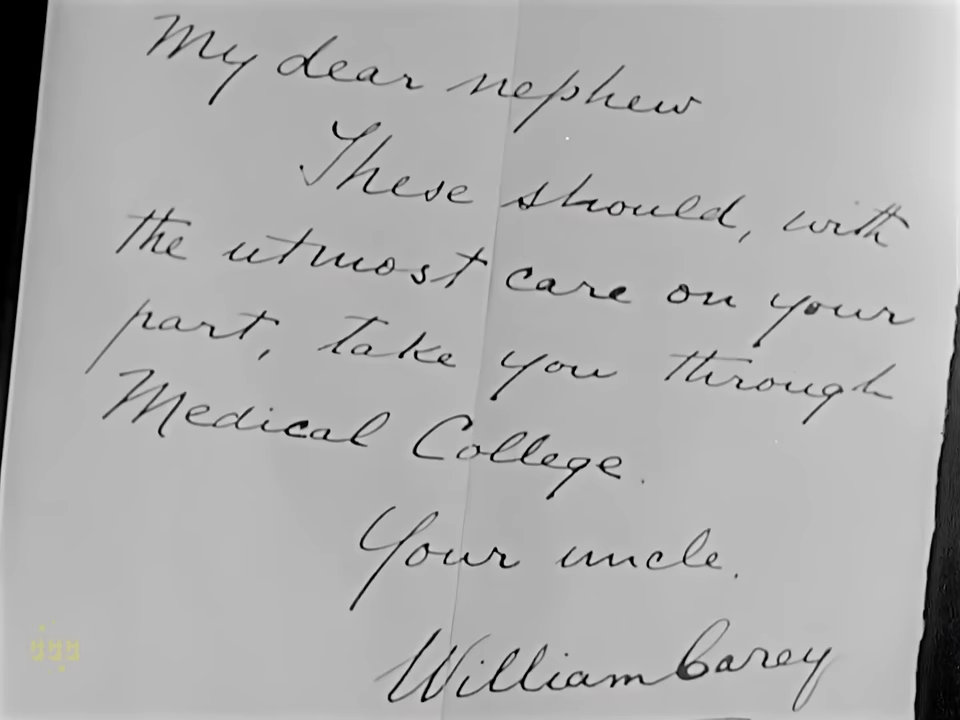 My dear nephew
These should, with
the utmost care on your
part, take you through
Medical College.
Your uncle.
William Carey